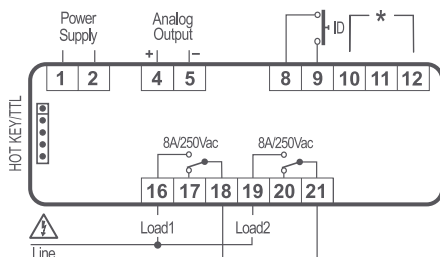 Power Supply
Analog Output
+ −
ID
*
1 2 4 5 8 9 10 11 12
HOT KEY/TTL
8A/250Vac 8A/250Vac
16 17 18 19 20 21
Load1 Load2
Line